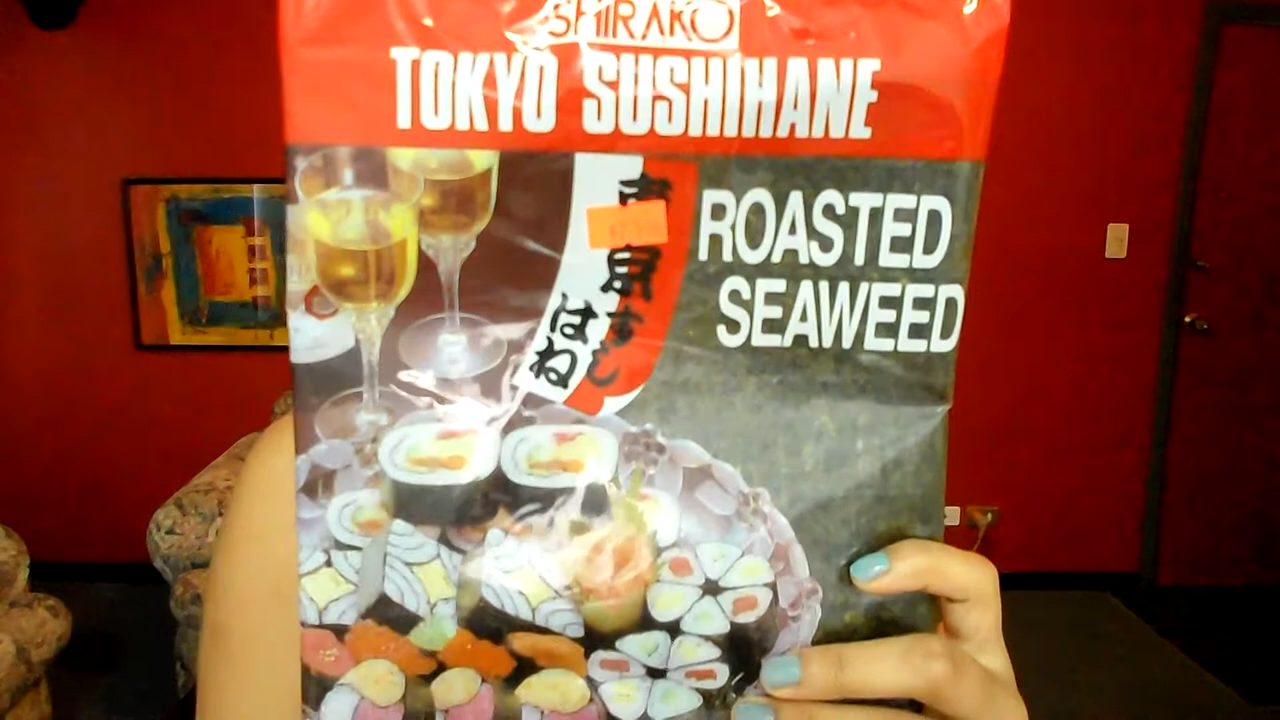 SHIRAKO
TOKYO SUSHIHANE
ROASTED
SEAWEED
京すし
はね